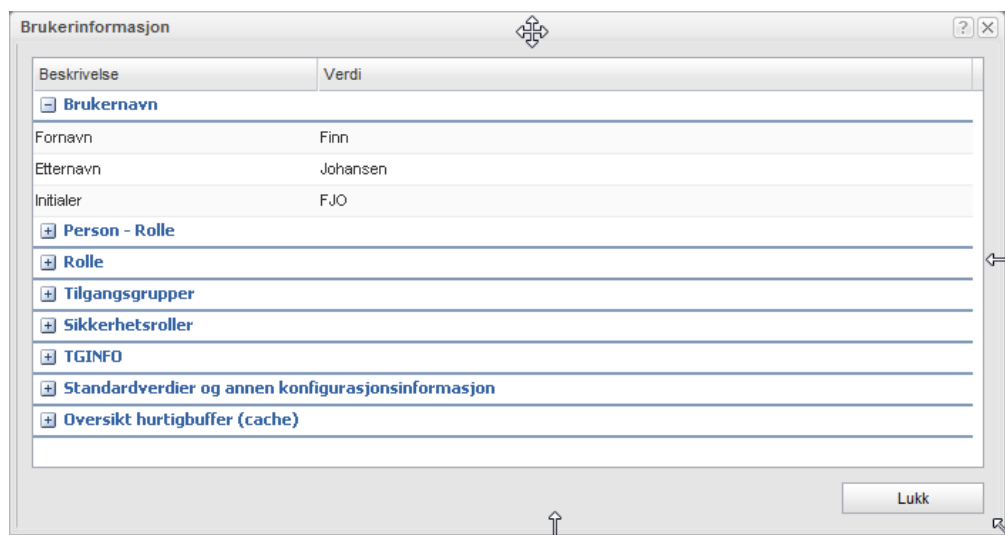 Brukerinformasjon
Beskrivelse Verdi
Brukernavn
Fornavn Finn
Etternavn Johansen
Initialer FJO
Person - Rolle
Rolle
Tilgangsgrupper
Sikkerhetsroller
TGINFO
Standardverdier og annen konfigurasjonsinformasjon
Oversikt hurtigbuffer (cache)
Lukk